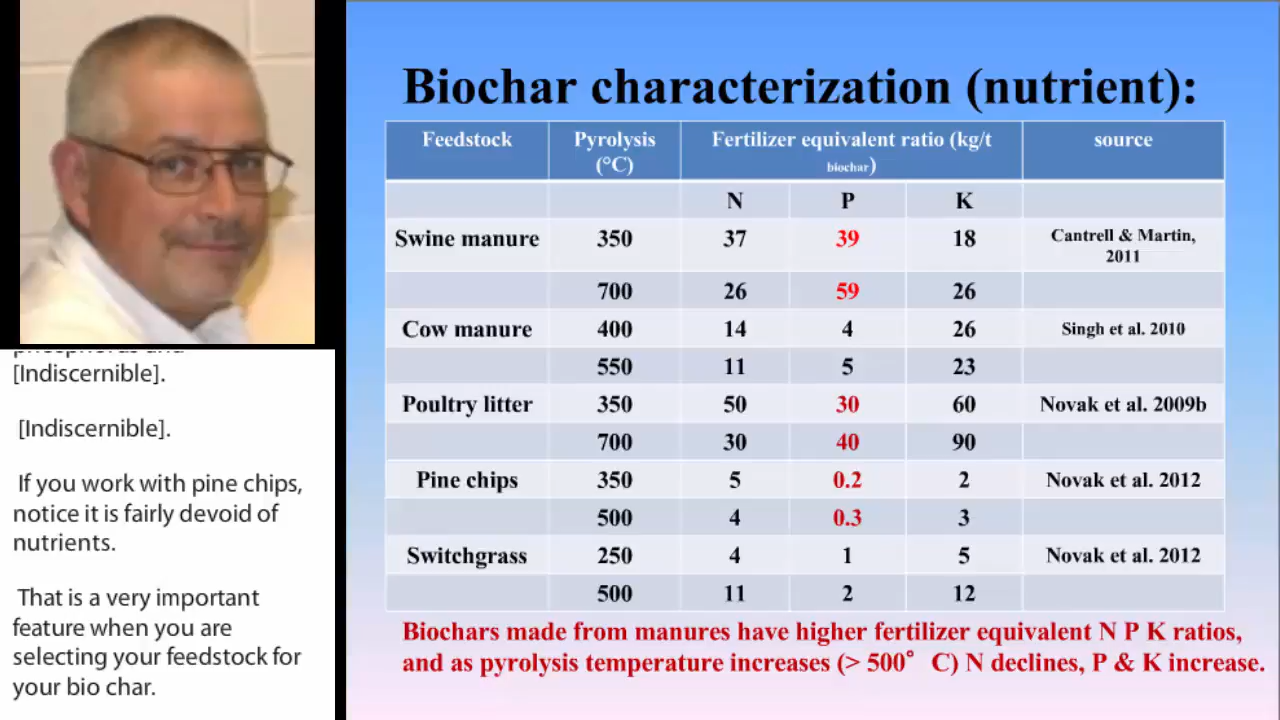 Biochar characterization (nutrient):
Feedstock Pyrolysis (°C) Fertilizer equivalent ratio (kg/t biochar) source
N P K
Swine manure 350 37 39 18 Cantrell & Martin, 2011
700 26 59 26
Cow manure 400 14 4 26 Singh et al. 2010
550 11 5 23
Poultry litter 350 50 30 60 Novak et al. 2009b
700 30 40 90
Pine chips 350 5 0.2 2 Novak et al. 2012
500 4 0.3 3
Switchgrass 250 4 1 5 Novak et al. 2012
500 11 2 12
Biochars made from manures have higher fertilizer equivalent N P K ratios,
and as pyrolysis temperature increases (> 500° C) N declines, P & K increase.
[Indiscernible].
[Indiscernible].
If you work with pine chips,
notice it is fairly devoid of
nutrients.
That is a very important
feature when you are
selecting your feedstock for
your bio char.